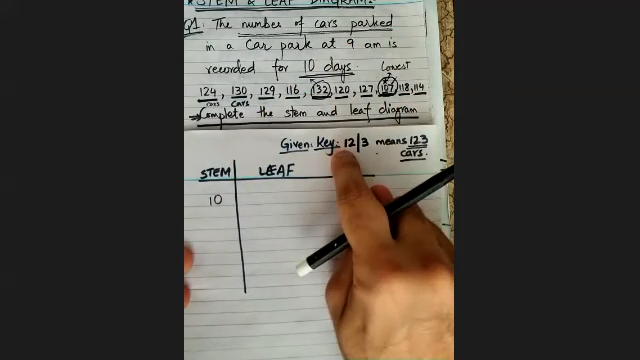 STEM & LEAF DIAGRAM:
Q1: The number of cars parked
in a Car park at 9 am is
recorded for 10 days. Lowest
124, 130, 129, 116, 132, 120, 127, 107, 118, 114
cars cars
Complete the stem and leaf diagram
Given: Key: 12|3 means 123
cars.
STEM LEAF
10